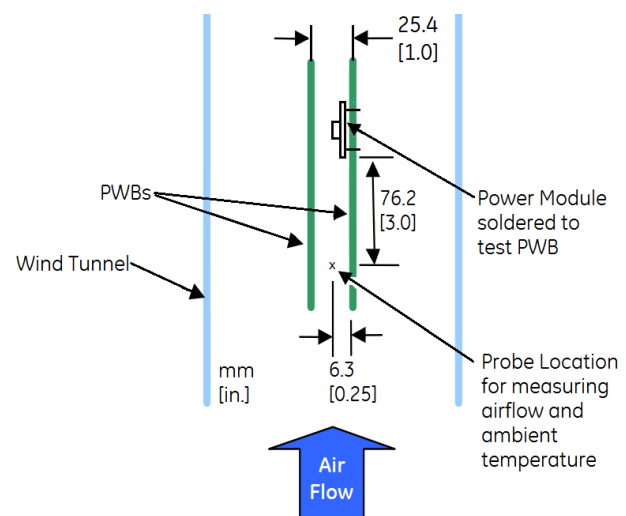 25.4
[1.0]
PWBs
76.2
[3.0]
Power Module
soldered to
test PWB
Wind Tunnel
x
mm
[in.]
6.3
[0.25]
Probe Location
for measuring
airflow and
ambient
temperature
Air
Flow